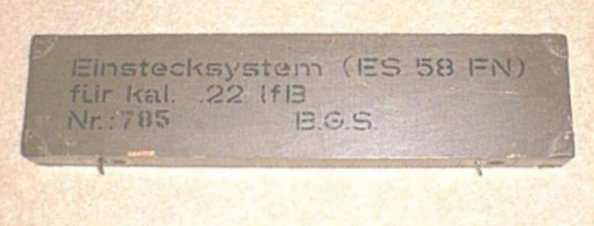 Einstecksystem (ES 58 FN)
für kal. .22 lfB
Nr.: 785 B.G.S.